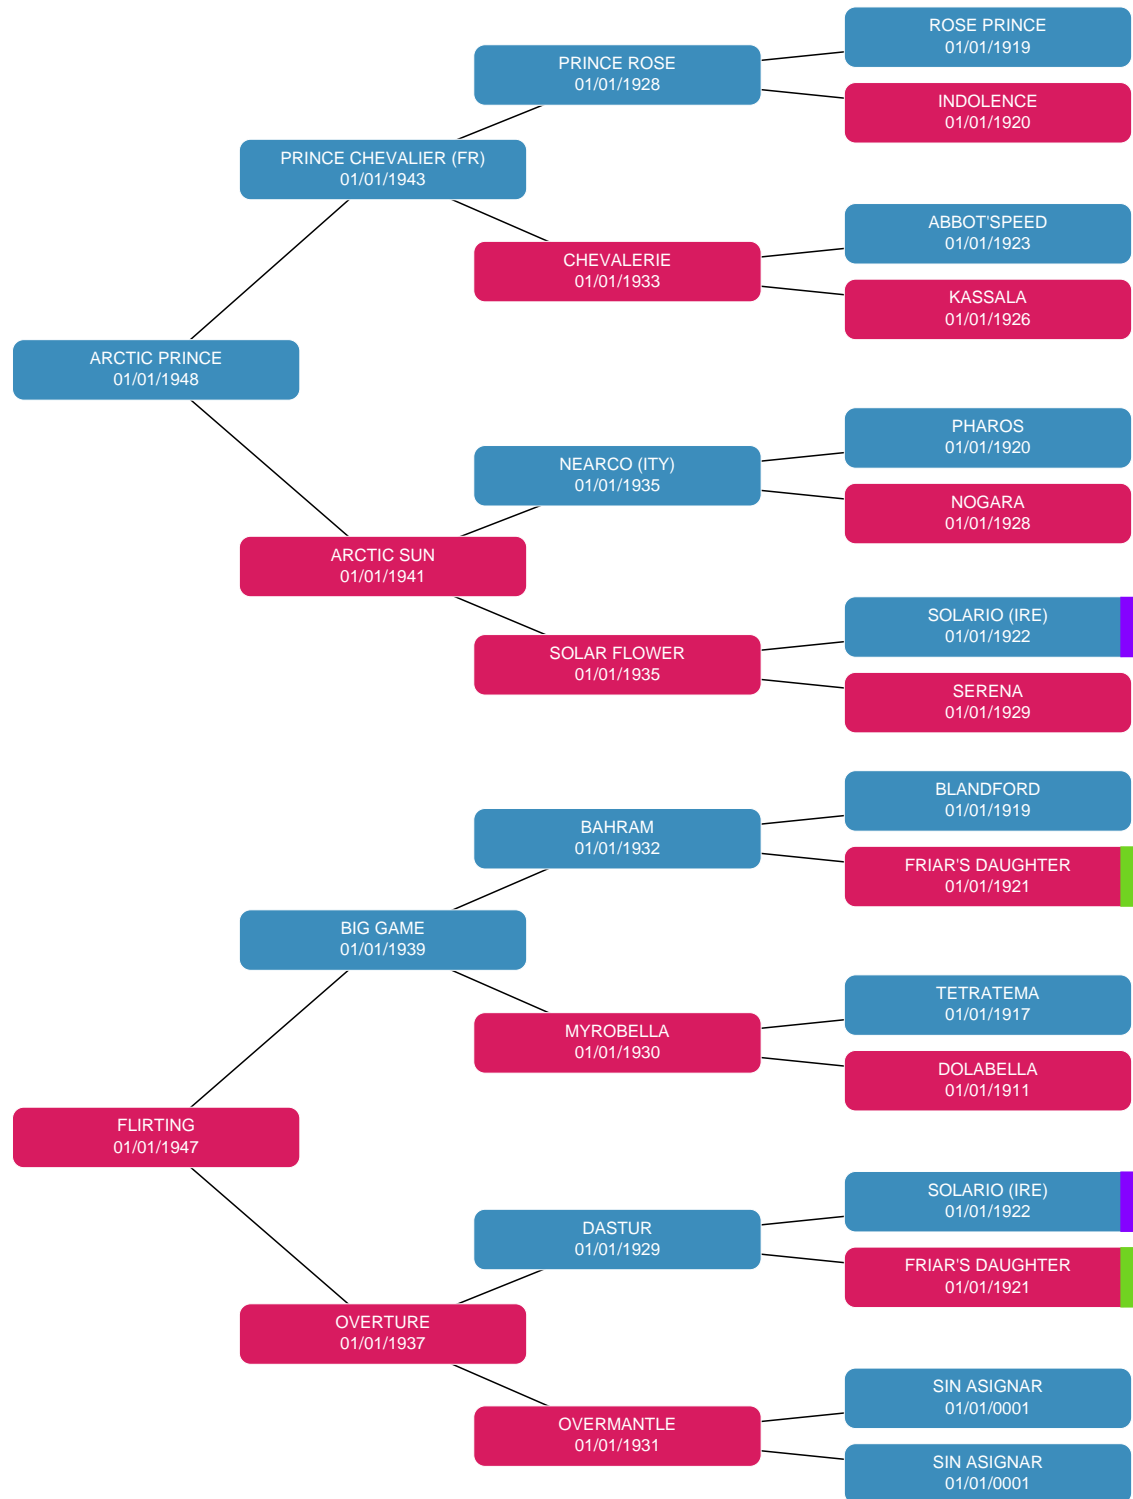 ROSE PRINCE
01/01/1919
PRINCE ROSE
01/01/1928
INDOLENCE
01/01/1920
PRINCE CHEVALIER (FR)
01/01/1943
ABBOT'SPEED
01/01/1923
CHEVALERIE
01/01/1933
KASSALA
01/01/1926
ARCTIC PRINCE
01/01/1948
PHAROS
01/01/1920
NEARCO (ITY)
01/01/1935
NOGARA
01/01/1928
ARCTIC SUN
01/01/1941
SOLARIO (IRE)
01/01/1922
SOLAR FLOWER
01/01/1935
SERENA
01/01/1929
BLANDFORD
01/01/1919
BAHRAM
01/01/1932
FRIAR'S DAUGHTER
01/01/1921
BIG GAME
01/01/1939
TETRATEMA
01/01/1917
MYROBELLA
01/01/1930
DOLABELLA
01/01/1911
FLIRTING
01/01/1947
SOLARIO (IRE)
01/01/1922
DASTUR
01/01/1929
FRIAR'S DAUGHTER
01/01/1921
OVERTURE
01/01/1937
SIN ASIGNAR
01/01/0001
OVERMANTLE
01/01/1931
SIN ASIGNAR
01/01/0001